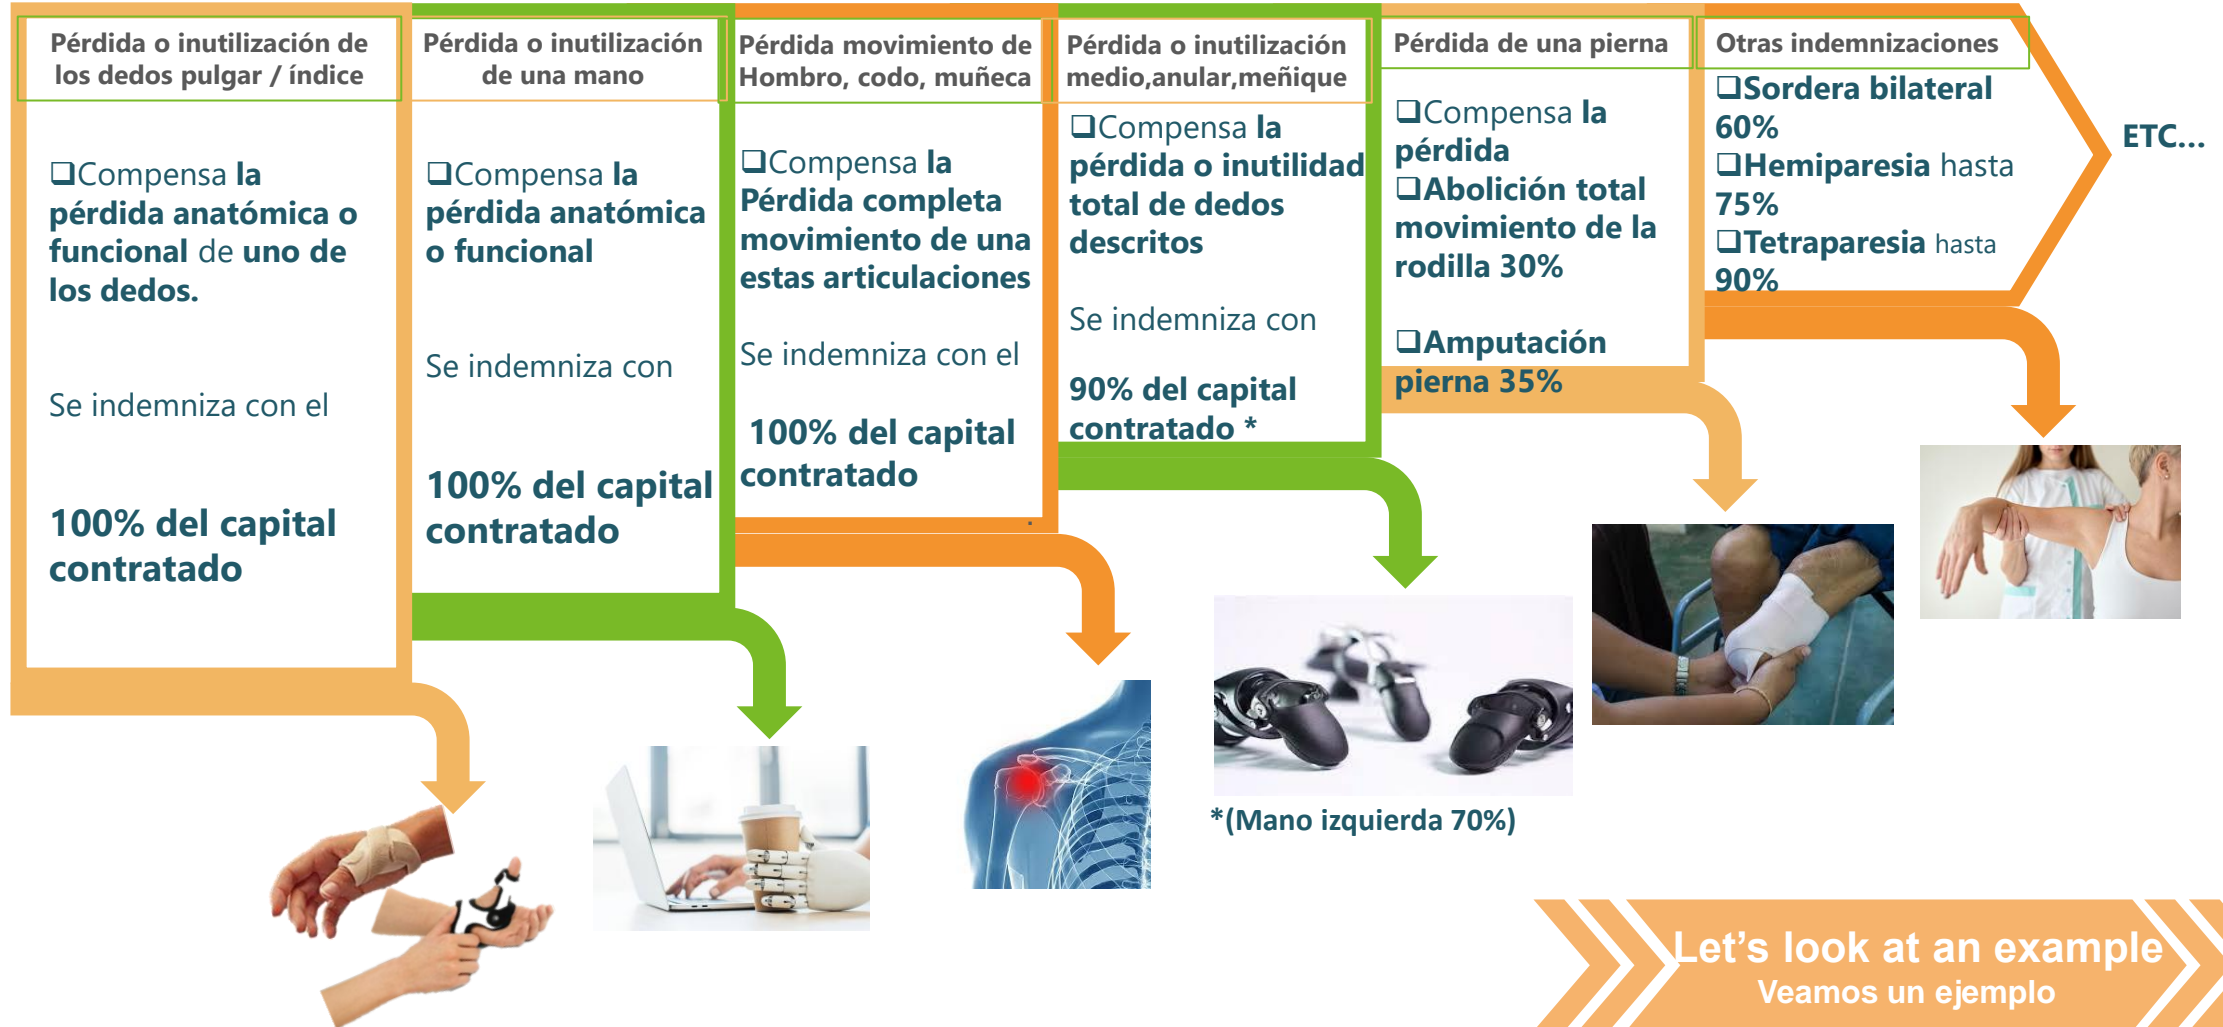 Pérdida o inutilización de
los dedos pulgar / índice
❑Compensa la
pérdida anatómica o
funcional de uno de
los dedos.
Se indemniza con el
100% del capital
contratado
Pérdida o inutilización
de una mano
❑Compensa la
pérdida anatómica
o funcional
Se indemniza con
100% del capital
contratado
Pérdida movimiento de
Hombro, codo, muñeca
❑Compensa la
Pérdida completa
movimiento de una
estas articulaciones
Se indemniza con el
100% del capital
contratado
.
Pérdida o inutilización
medio,anular,meñique
❑Compensa la
pérdida o inutilidad
total de dedos
descritos
Se indemniza con
90% del capital
contratado *
Pérdida de una pierna
❑Compensa la
pérdida
❑Abolición total
movimiento de la
rodilla 30%
❑Amputación
pierna 35%
Otras indemnizaciones
❑Sordera bilateral
60%
❑Hemiparesia hasta
75%
❑Tetraparesia hasta
90%
ETC...
*(Mano izquierda 70%)
Let’s look at an example
Veamos un ejemplo